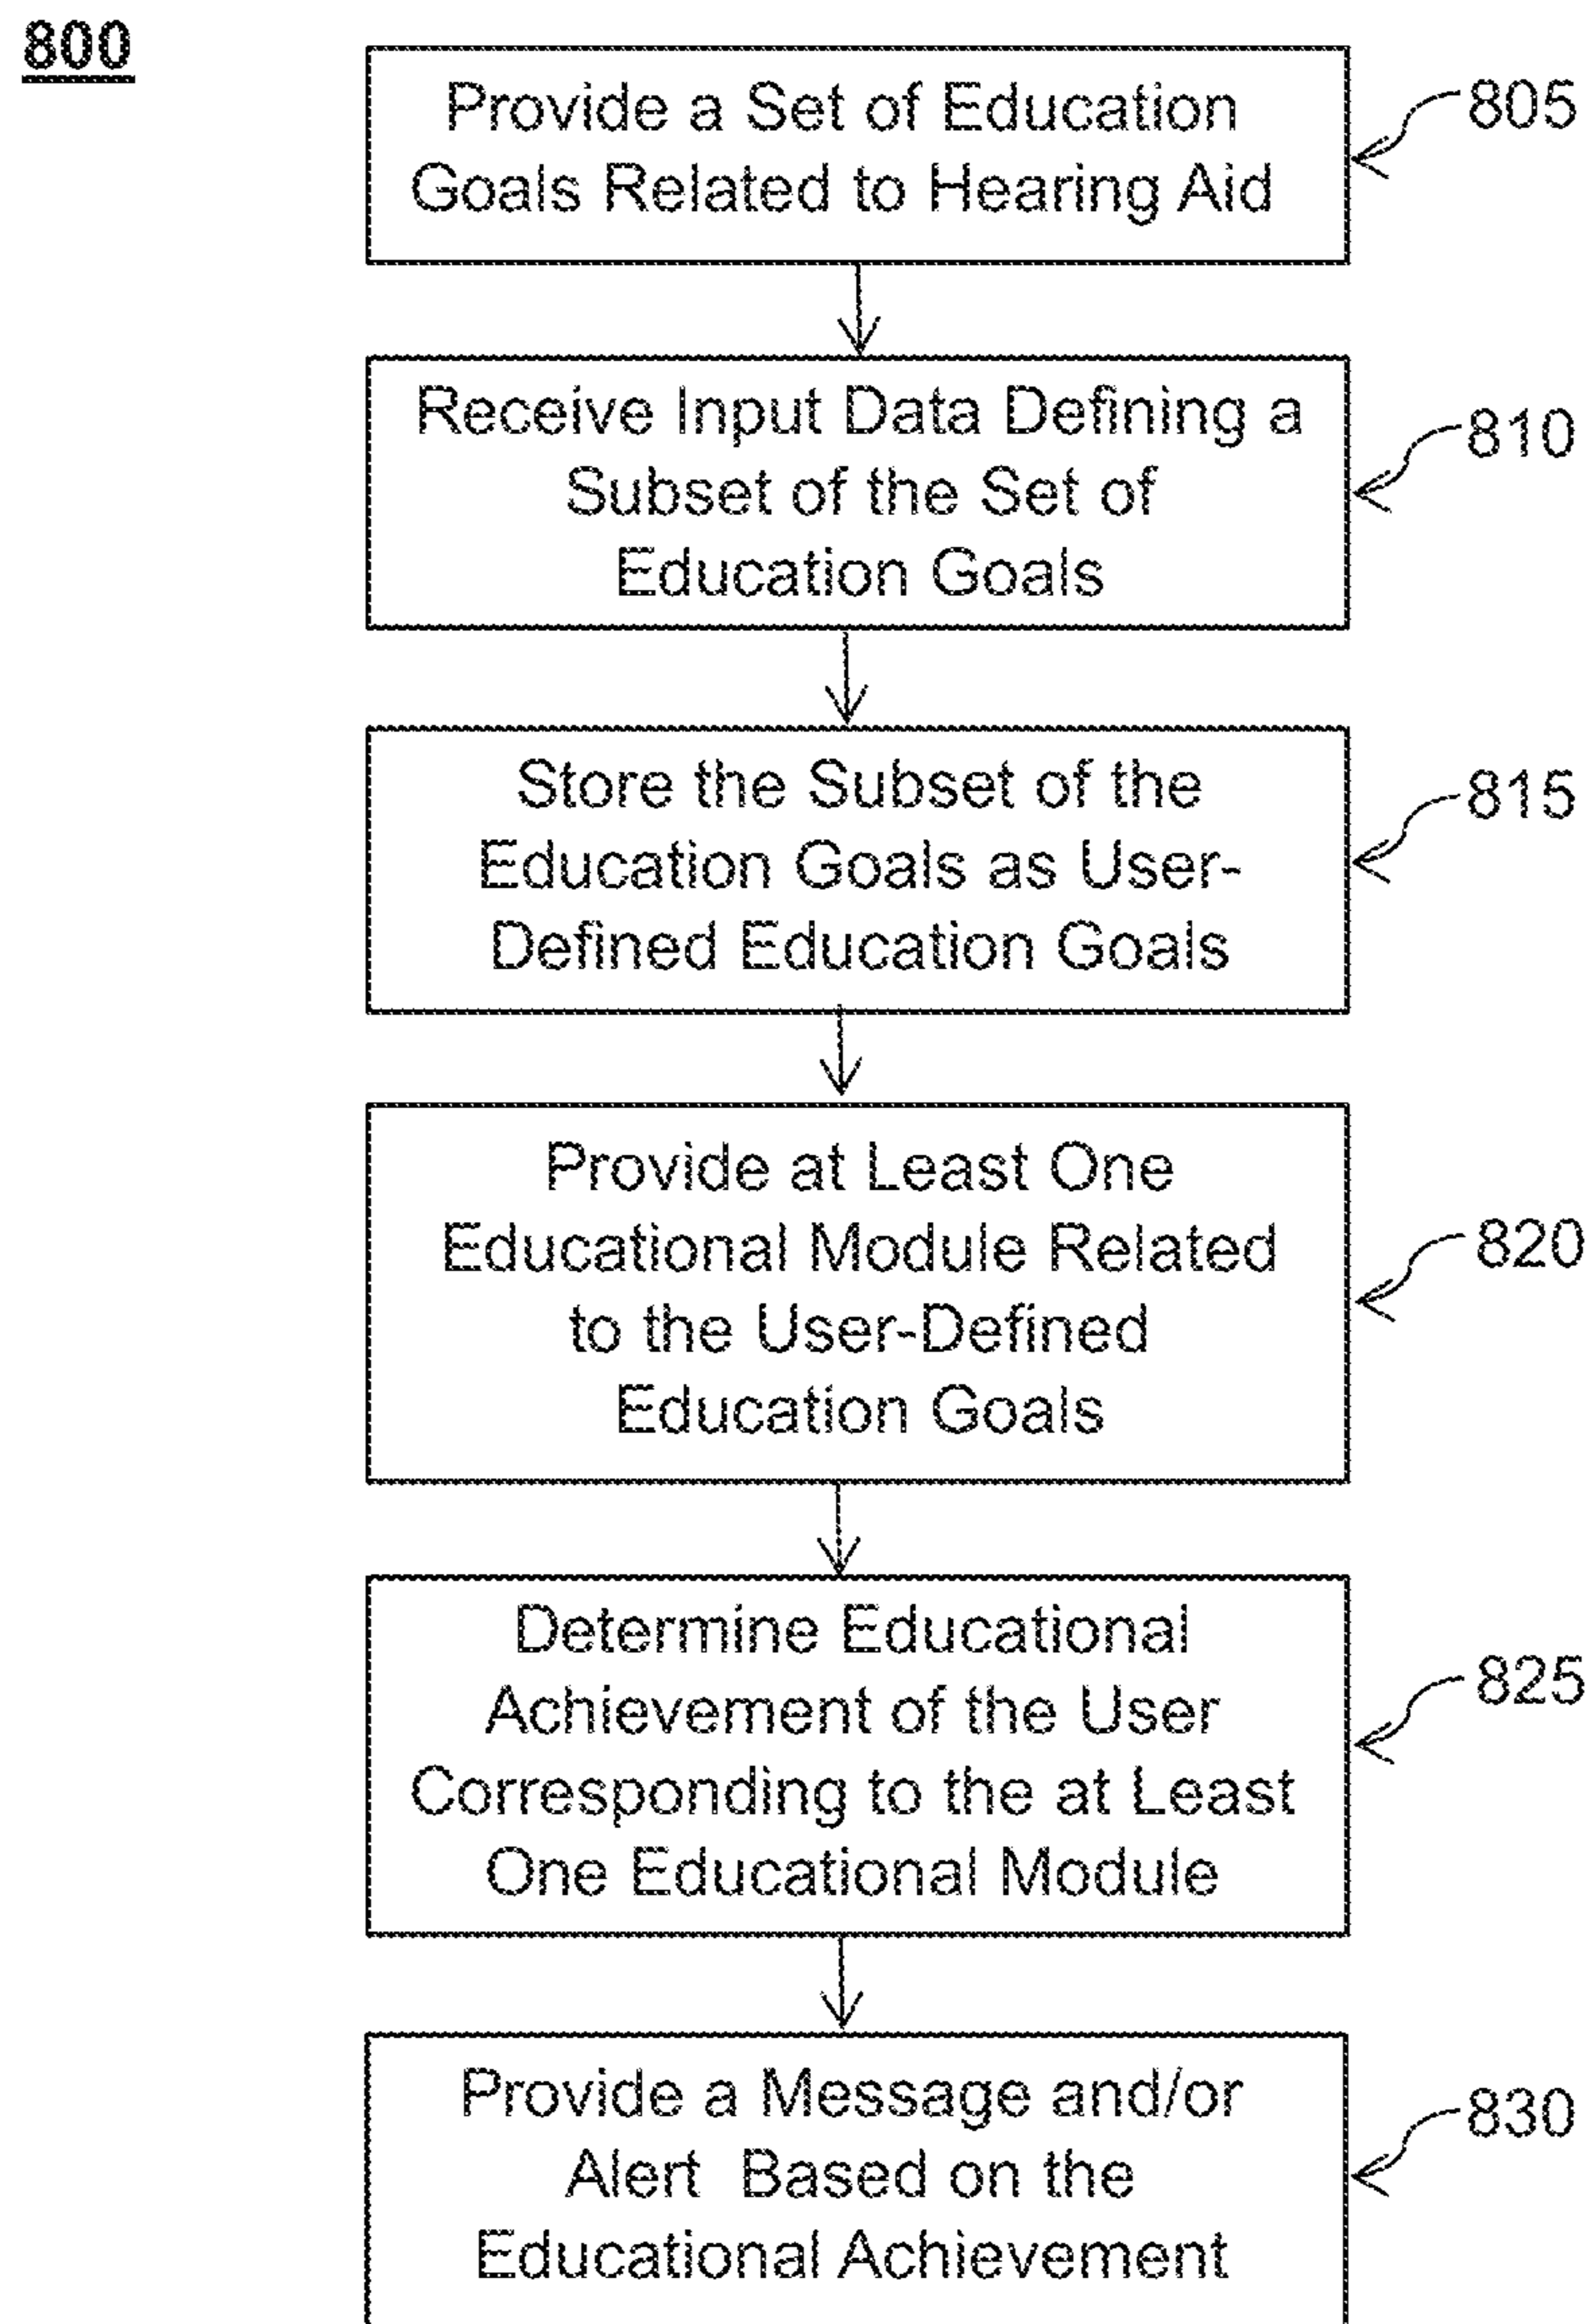 800
Provide a Set of Education
Goals Related to Hearing Aid
805
Receive Input Data Defining a
Subset of the Set of
Education Goals
810
Store the Subset of the
Education Goals as User-
Defined Education Goals
815
Provide at Least One
Educational Module Related
to the User-Defined
Education Goals
820
Determine Educational
Achievement of the User
Corresponding to the at Least
One Educational Module
825
Provide a Message and/or
Alert Based on the
Educational Achievement
830